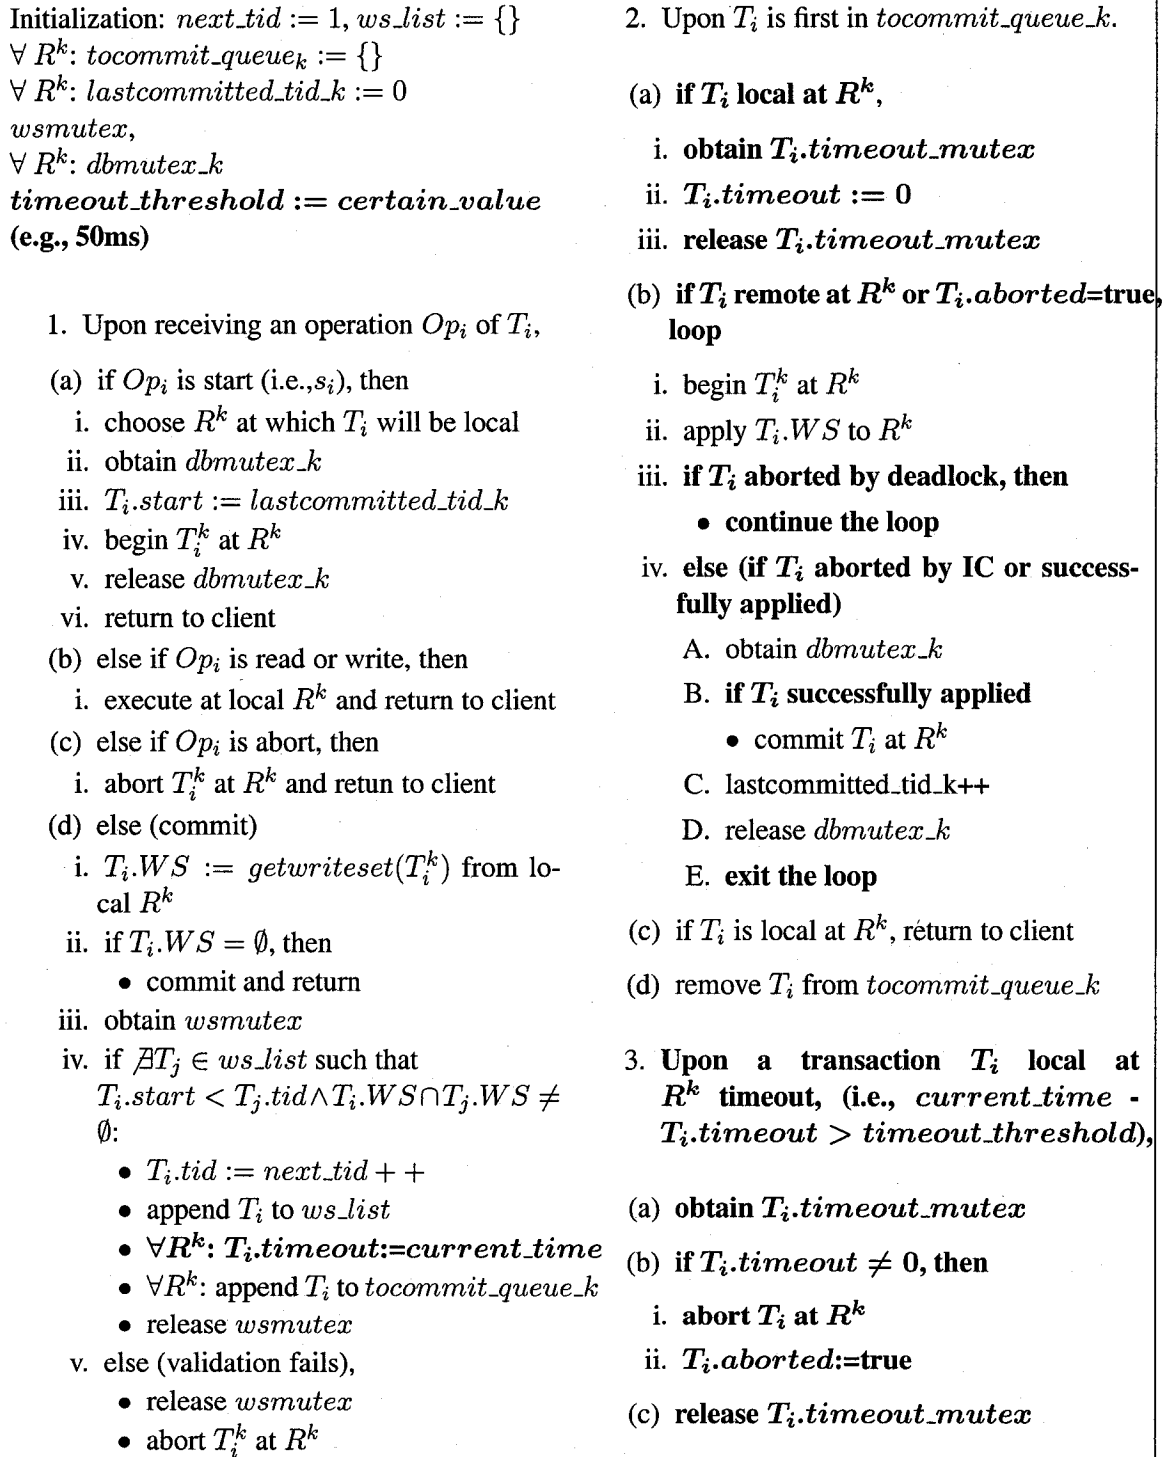 Initialization: next_tid := 1, ws_list := {}
∀ R^k: tocommit_queue_k := {}
∀ R^k: lastcommitted_tid_k := 0
wsmutex,
∀ R^k: dbmutex_k
timeout_threshold := certain_value
(e.g., 50ms)
1. Upon receiving an operation Op_i of T_i,
(a) if Op_i is start (i.e.,s_i), then
i. choose R^k at which T_i will be local
ii. obtain dbmutex_k
iii. T_i.start := lastcommitted_tid_k
iv. begin T_i^k at R^k
v. release dbmutex_k
vi. return to client
(b) else if Op_i is read or write, then
i. execute at local R^k and return to client
(c) else if Op_i is abort, then
i. abort T_i^k at R^k and retun to client
(d) else (commit)
i. T_i.WS := getwriteset(T_i^k) from lo-
cal R^k
ii. if T_i.WS = ∅, then
• commit and return
iii. obtain wsmutex
iv. if ∄T_j ∈ ws_list such that
T_i.start < T_j.tid∧T_i.WS∩T_j.WS ≠
∅:
• T_i.tid := next_tid + +
• append T_i to ws_list
• ∀R^k: T_i.timeout:=current_time
• ∀R^k: append T_i to tocommit_queue_k
• release wsmutex
v. else (validation fails),
• release wsmutex
• abort T_i^k at R^k
2. Upon T_i is first in tocommit_queue_k.
(a) if T_i local at R^k,
i. obtain T_i.timeout_mutex
ii. T_i.timeout := 0
iii. release T_i.timeout_mutex
(b) if T_i remote at R^k or T_i.aborted=true,
loop
i. begin T_i^k at R^k
ii. apply T_i.WS to R^k
iii. if T_i aborted by deadlock, then
• continue the loop
iv. else (if T_i aborted by IC or success-
fully applied)
A. obtain dbmutex_k
B. if T_i successfully applied
• commit T_i at R^k
C. lastcommitted_tid_k++
D. release dbmutex_k
E. exit the loop
(c) if T_i is local at R^k, return to client
(d) remove T_i from tocommit_queue_k
3. Upon a transaction T_i local at
R^k timeout, (i.e., current_time -
T_i.timeout > timeout_threshold),
(a) obtain T_i.timeout_mutex
(b) if T_i.timeout ≠ 0, then
i. abort T_i at R^k
ii. T_i.aborted:=true
(c) release T_i.timeout_mutex